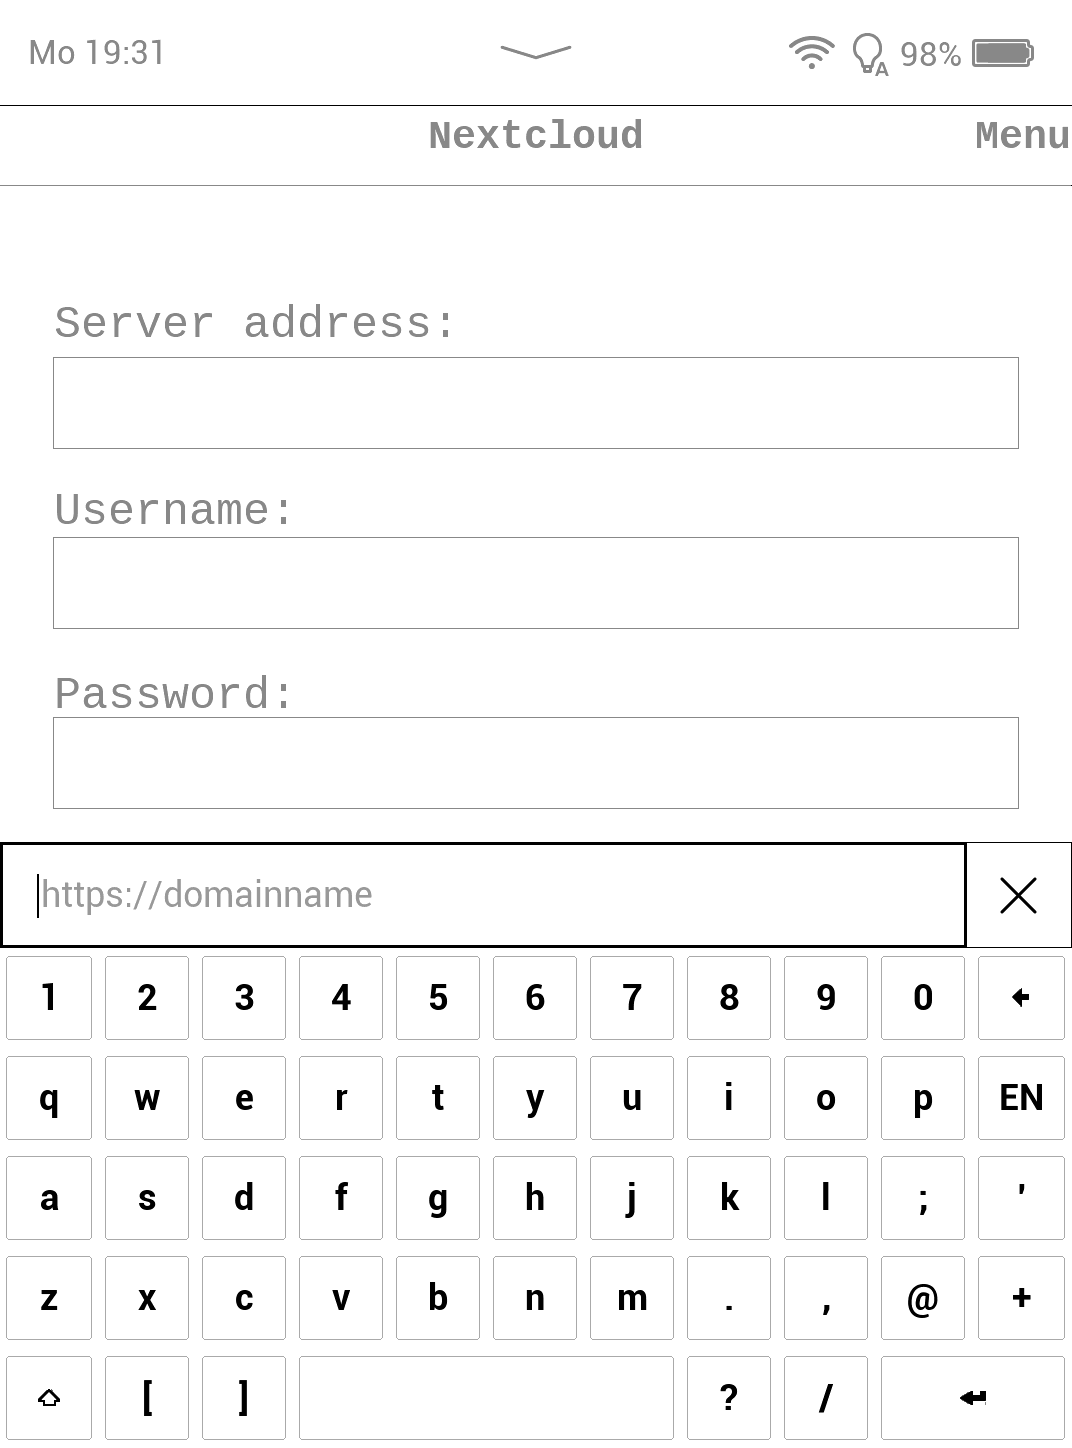 Mo 19:31 98%
Nextcloud Menu
Server address:
Username:
Password:
https://domainname
1 2 3 4 5 6 7 8 9 0
q w e r t y u i o p EN
a s d f g h j k l ; '
z x c v b n m . , @ +
[ ] ? /